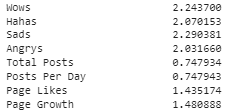 Wows 2.243700
Hahas 2.070153
Sads 2.290381
Angrys 2.031660
Total Posts 0.747934
Posts Per Day 0.747943
Page Likes 1.435174
Page Growth 1.480888